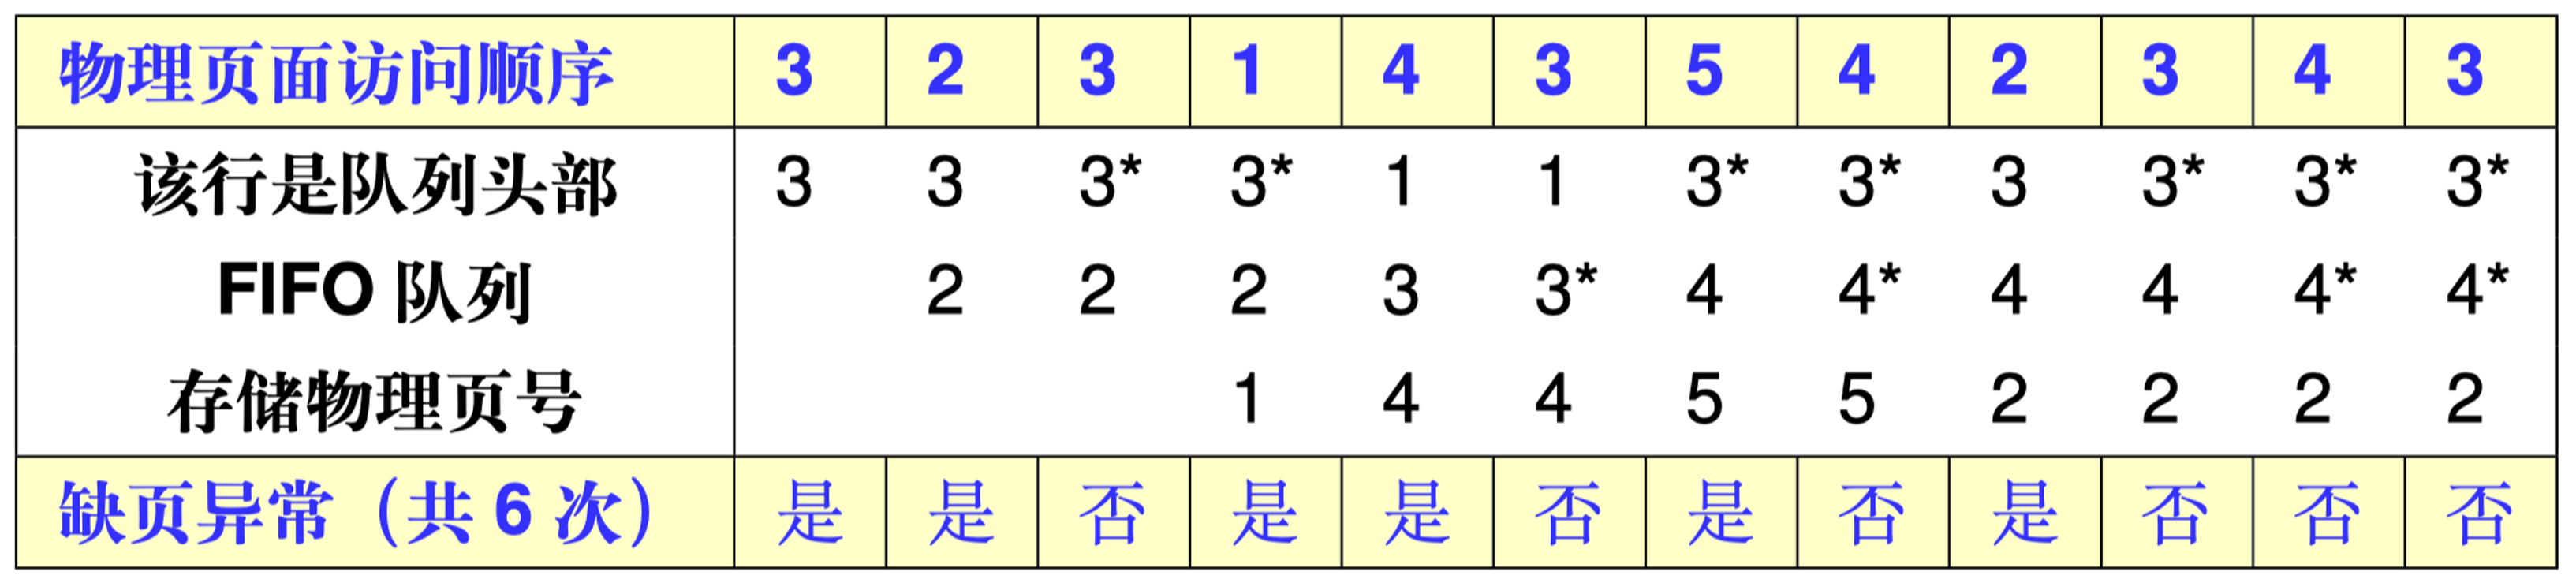 物理页面访问顺序 3 2 3 1 4 3 5 4 2 3 4 3
该行是队列头部 3 3 3* 3* 1 1 3* 3* 3 3* 3* 3*
FIFO 队列 2 2 2 3 3* 4 4* 4 4 4* 4*
存储物理页号 1 4 4 5 5 2 2 2 2
缺页异常（共 6 次） 是 是 否 是 是 否 是 否 是 否 否 否